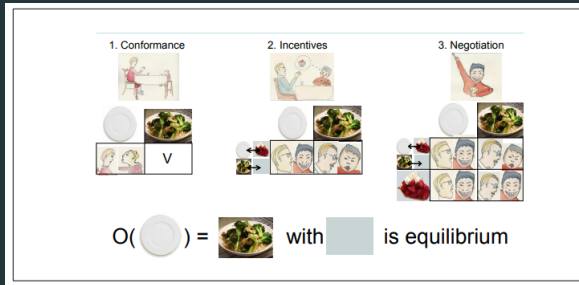 1. Conformance
2. Incentives
3. Negotiation
V
O( ) = with is equilibrium